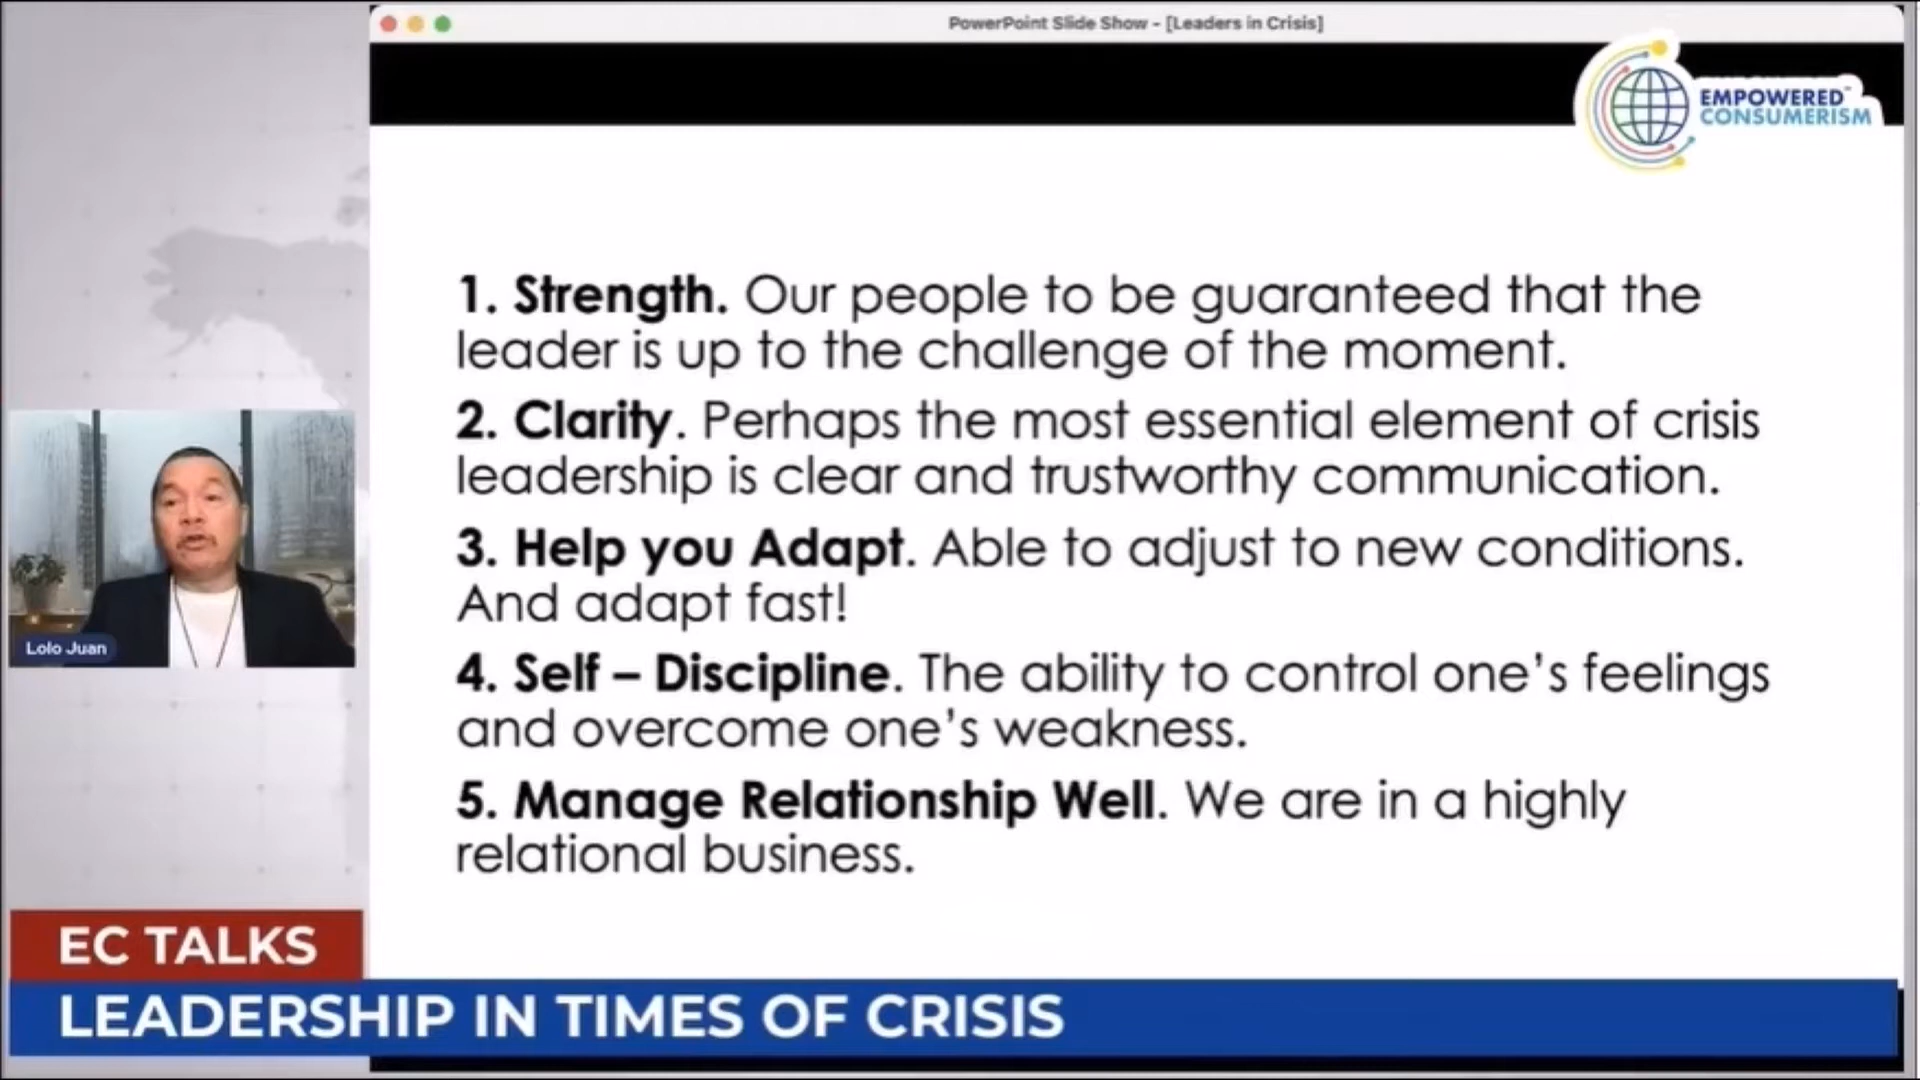 PowerPoint Slide Show - [Leaders in Crisis]
EMPOWERED™
CONSUMERISM
1. Strength. Our people to be guaranteed that the
leader is up to the challenge of the moment.
2. Clarity. Perhaps the most essential element of crisis
leadership is clear and trustworthy communication.
3. Help you Adapt. Able to adjust to new conditions.
And adapt fast!
4. Self – Discipline. The ability to control one’s feelings
and overcome one’s weakness.
5. Manage Relationship Well. We are in a highly
relational business.
Lolo Juan
EC TALKS
LEADERSHIP IN TIMES OF CRISIS